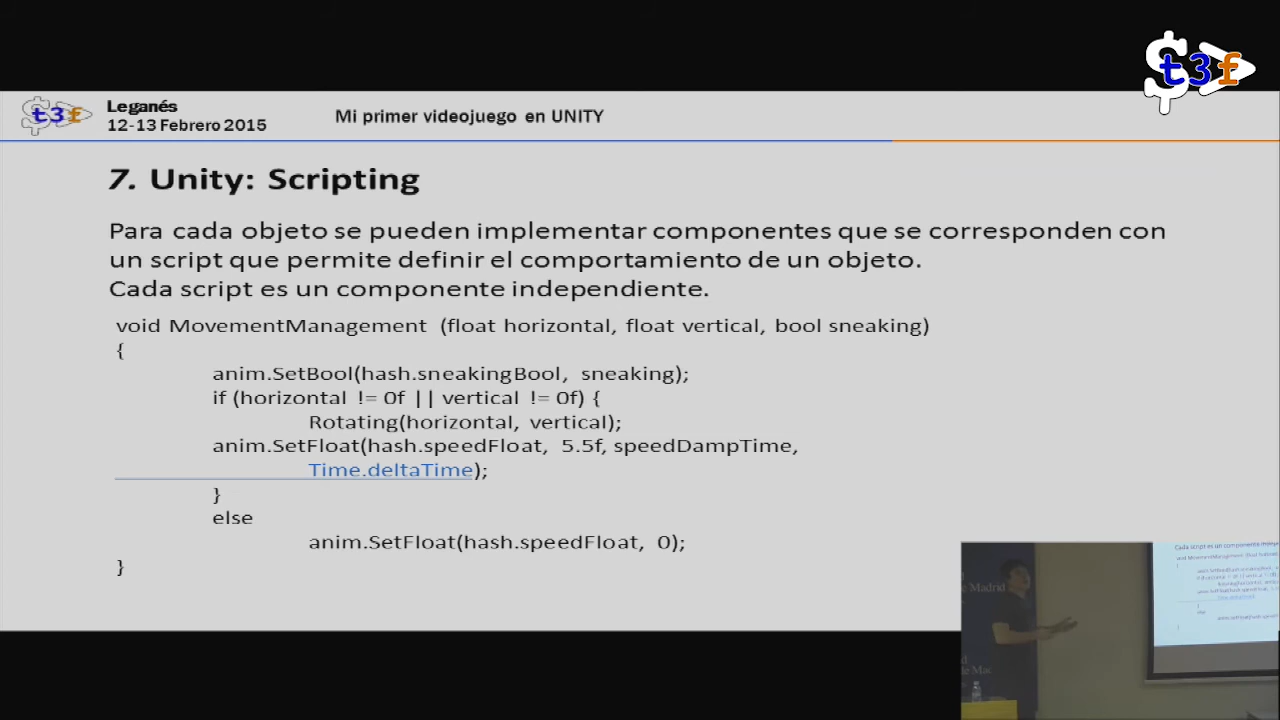 t3f
t3f
Leganés
12-13 Febrero 2015
Mi primer videojuego en UNITY
7. Unity: Scripting
Para cada objeto se pueden implementar componentes que se corresponden con
un script que permite definir el comportamiento de un objeto.
Cada script es un componente independiente.
void MovementManagement (float horizontal, float vertical, bool sneaking)
{
anim.SetBool(hash.sneakingBool, sneaking);
if (horizontal != 0f || vertical != 0f) {
Rotating(horizontal, vertical);
anim.SetFloat(hash.speedFloat, 5.5f, speedDampTime,
Time.deltaTime);
}
else
anim.SetFloat(hash.speedFloat, 0);
}
Madrid